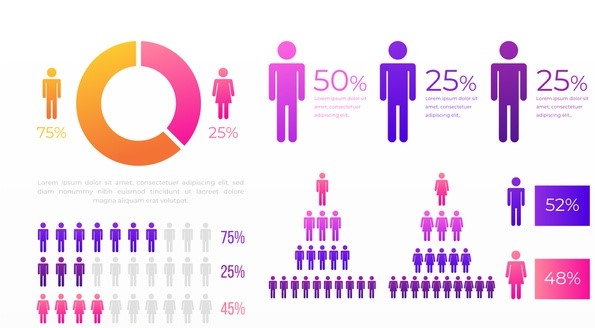 75%
25%
Lorem ipsum dolor sit amet, consectetuer adipiscing elit, sed
diam nonummy nibh euismod tincidunt ut laoreet dolore
magna aliquam erat volutpat.
50%
Lorem ipsum dolor sit
amet, consectetuer
adipiscing elit,
25%
Lorem ipsum dolor sit
amet, consectetuer
adipiscing elit,
25%
Lorem ipsum dolor sit
amet, consectetuer
adipiscing elit,
75%
25%
45%
52%
48%